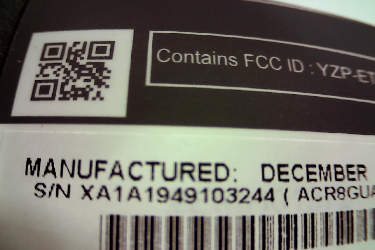 Contains FCC ID : YZP-ET
MANUFACTURED: DECEMBER
S/N XA1A1949103244 ( ACR8GUA